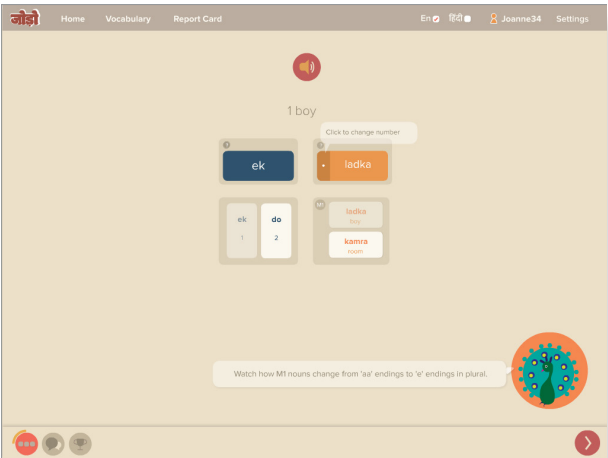 जोड़ो Home Vocabulary Report Card En हिंदी Joanne34 Settings
1 boy
Click to change number
ek ladka
ek do
1 2
M1
ladka
boy
kamra
room
Watch how M1 nouns change from 'aa' endings to 'e' endings in plural.